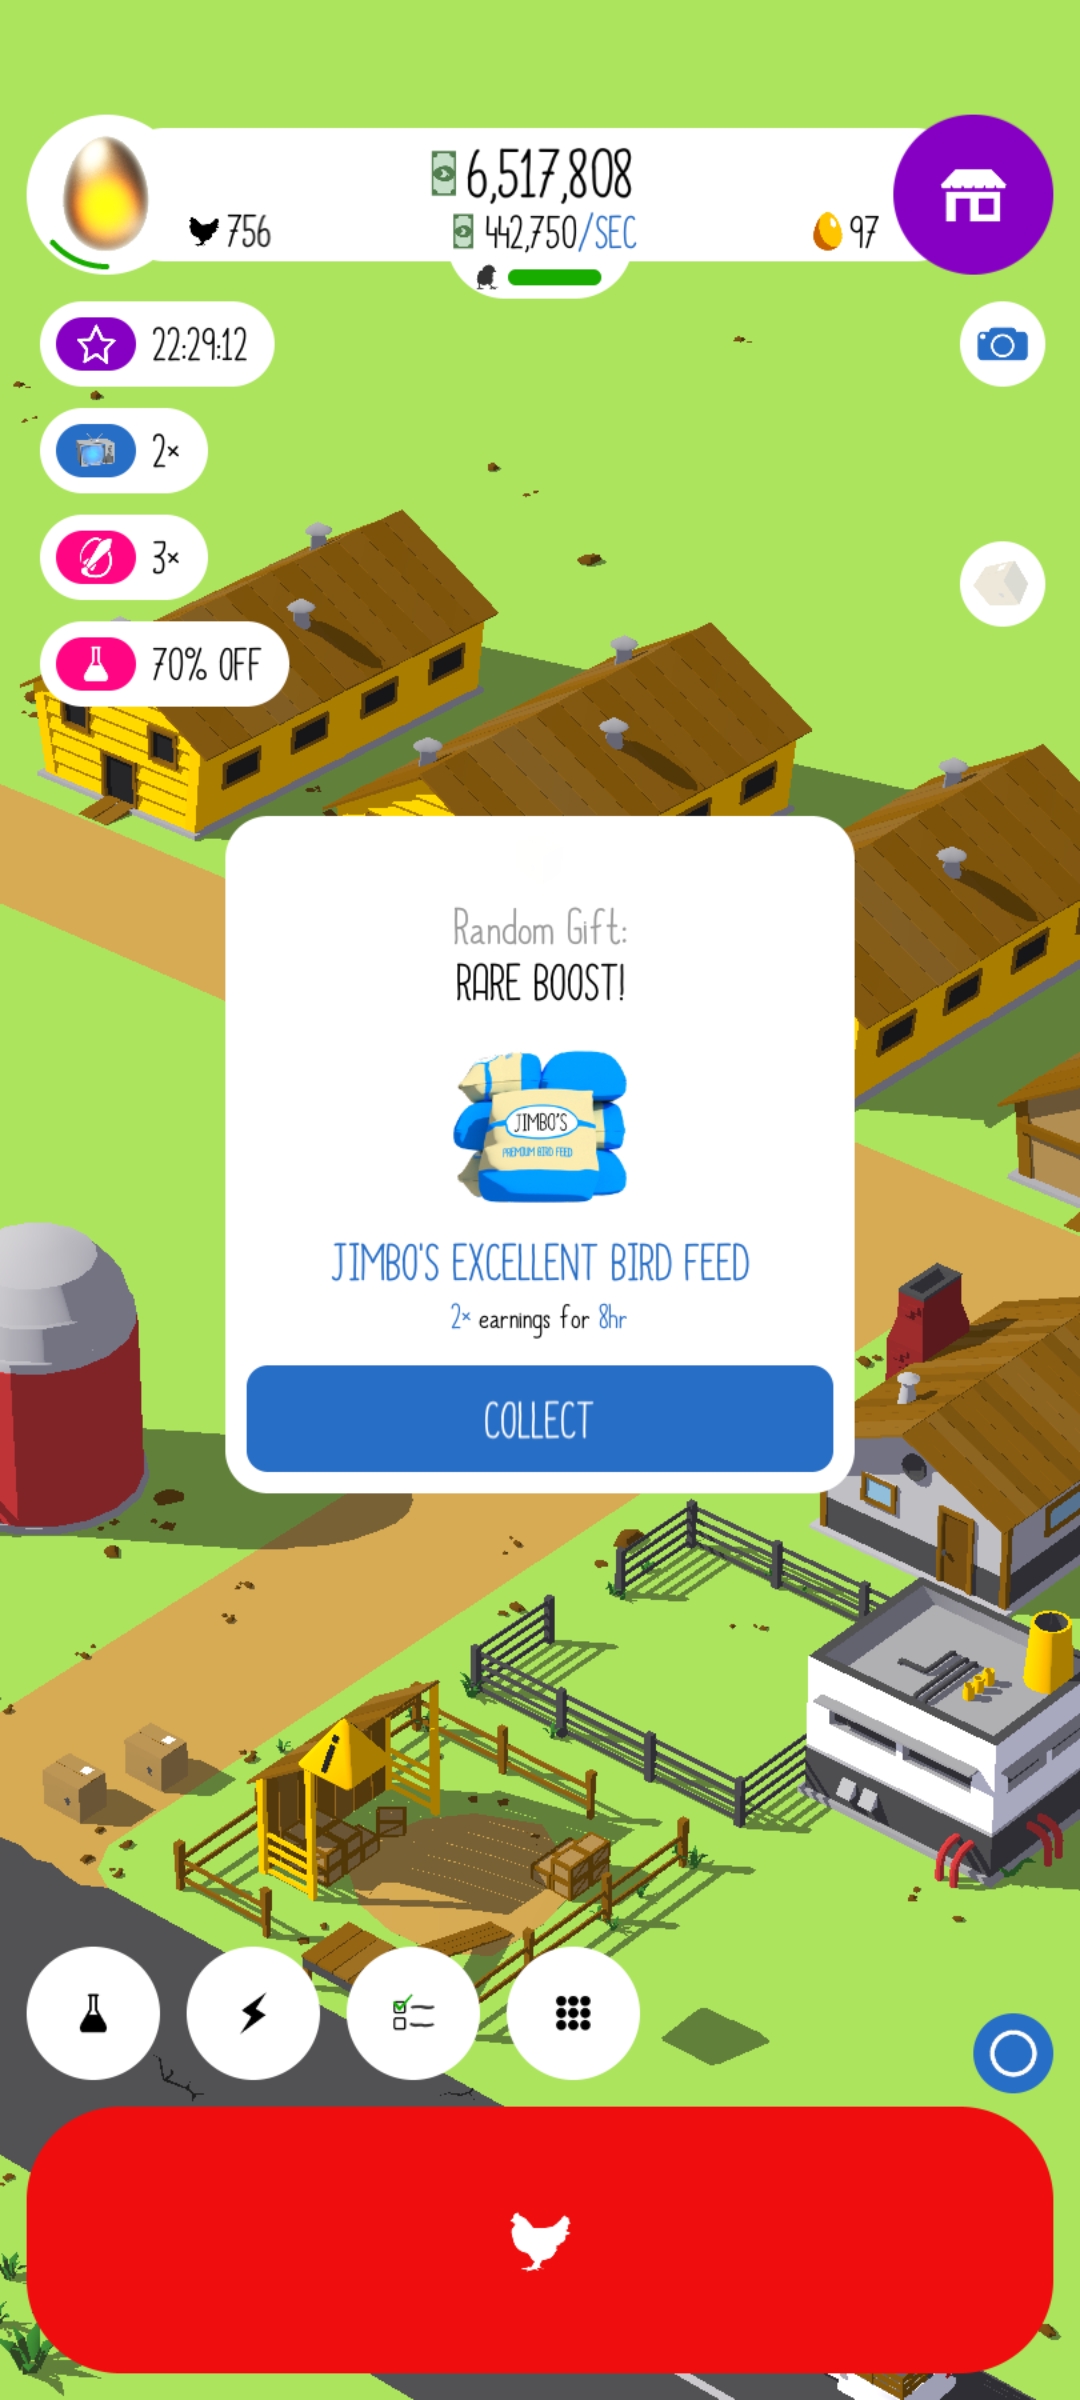 6,517,808
756
442,750/SEC
97
22:29:12
2×
3×
70% OFF
Random Gift:
RARE BOOST!
JIMBO'S
PREMIUM BIRD FEED
JIMBO'S EXCELLENT BIRD FEED
2× earnings for 8hr
COLLECT